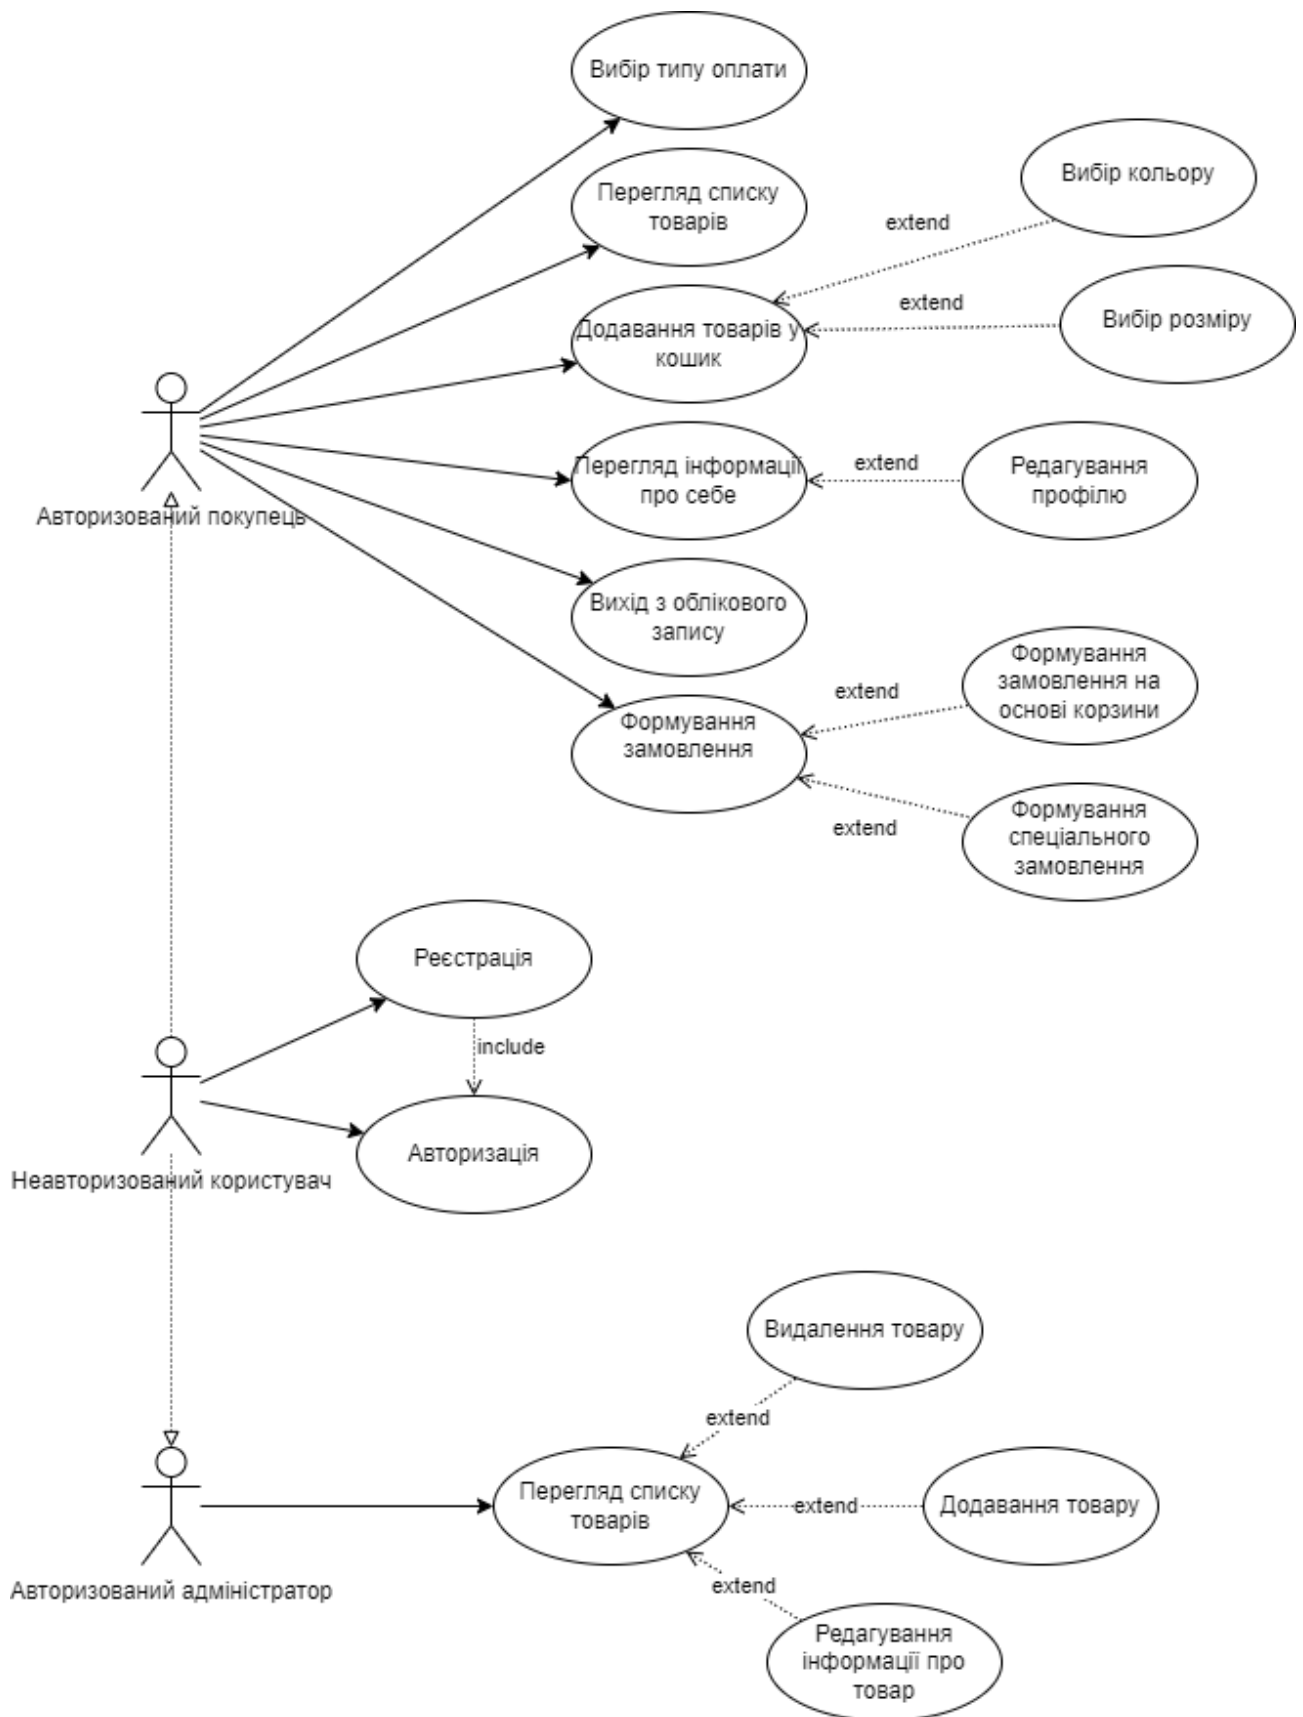 Вибір типу оплати
Перегляд списку
товарів
Вибір кольору
extend
extend
Додавання товарів у
кошик
Вибір розміру
Авторизований покупець
Перегляд інформації
про себе
extend
Редагування
профілю
Вихід з облікового
запису
Формування
замовлення
extend
Формування
замовлення на
основі корзини
extend
Формування
спеціального
замовлення
Реєстрація
include
Авторизація
Неавторизований користувач
Видалення товару
extend
Перегляд списку
товарів
extend
Додавання товару
Авторизований адміністратор
extend
Редагування
інформації про
товар